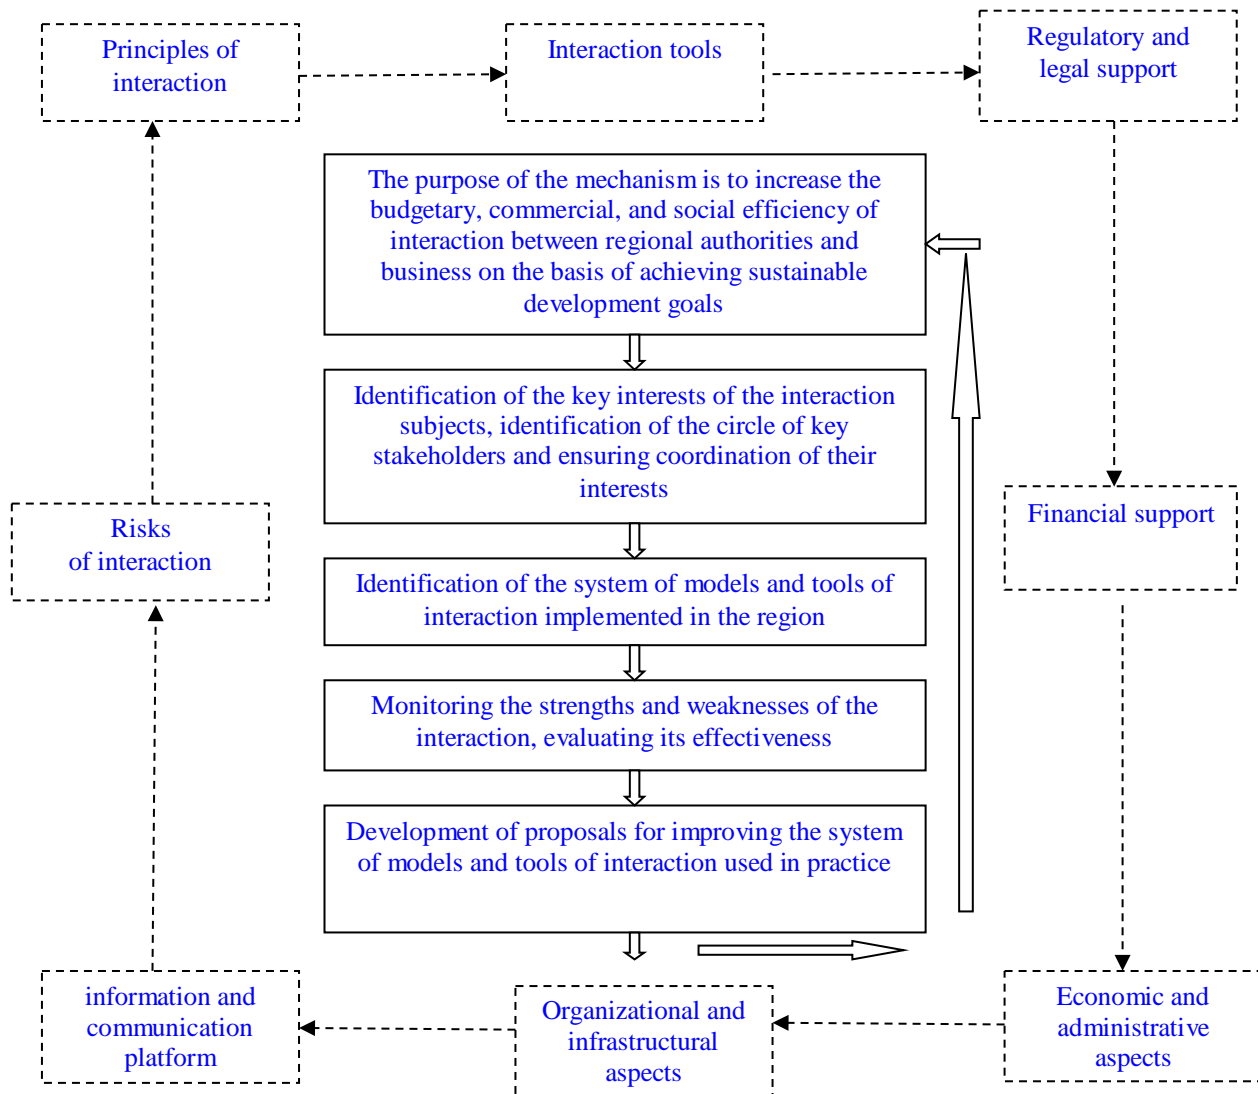 Principles of
interaction
Interaction tools
Regulatory and
legal support
The purpose of the mechanism is to increase the
budgetary, commercial, and social efficiency of
interaction between regional authorities and
business on the basis of achieving sustainable
development goals
Identification of the key interests of the interaction
subjects, identification of the circle of key
stakeholders and ensuring coordination of their
interests
Risks
of interaction
Financial support
Identification of the system of models and tools of
interaction implemented in the region
Monitoring the strengths and weaknesses of the
interaction, evaluating its effectiveness
Development of proposals for improving the system
of models and tools of interaction used in practice
information and
communication
platform
Organizational and
infrastructural
aspects
Economic and
administrative
aspects